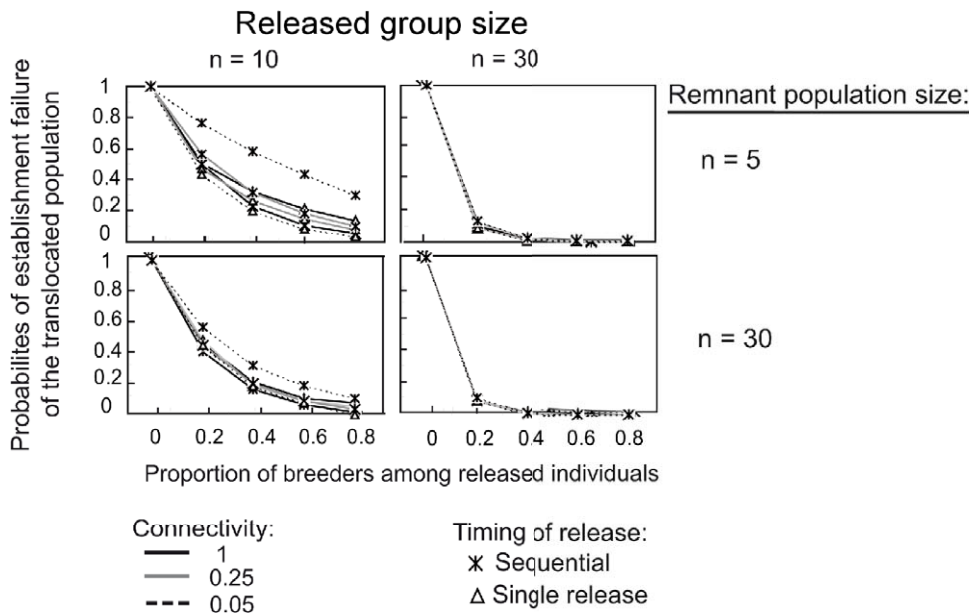 Released group size
n = 10
n = 30
Remnant population size:
n = 5
n = 30
Probabilites of establishment failure
of the translocated population
1
0.8
0.6
0.4
0.2
0
1
0.8
0.6
0.4
0.2
0
0 0.2 0.4 0.6 0.8
0 0.2 0.4 0.6 0.8
Proportion of breeders among released individuals
Connectivity:
1
0.25
0.05
Timing of release:
Sequential
Single release